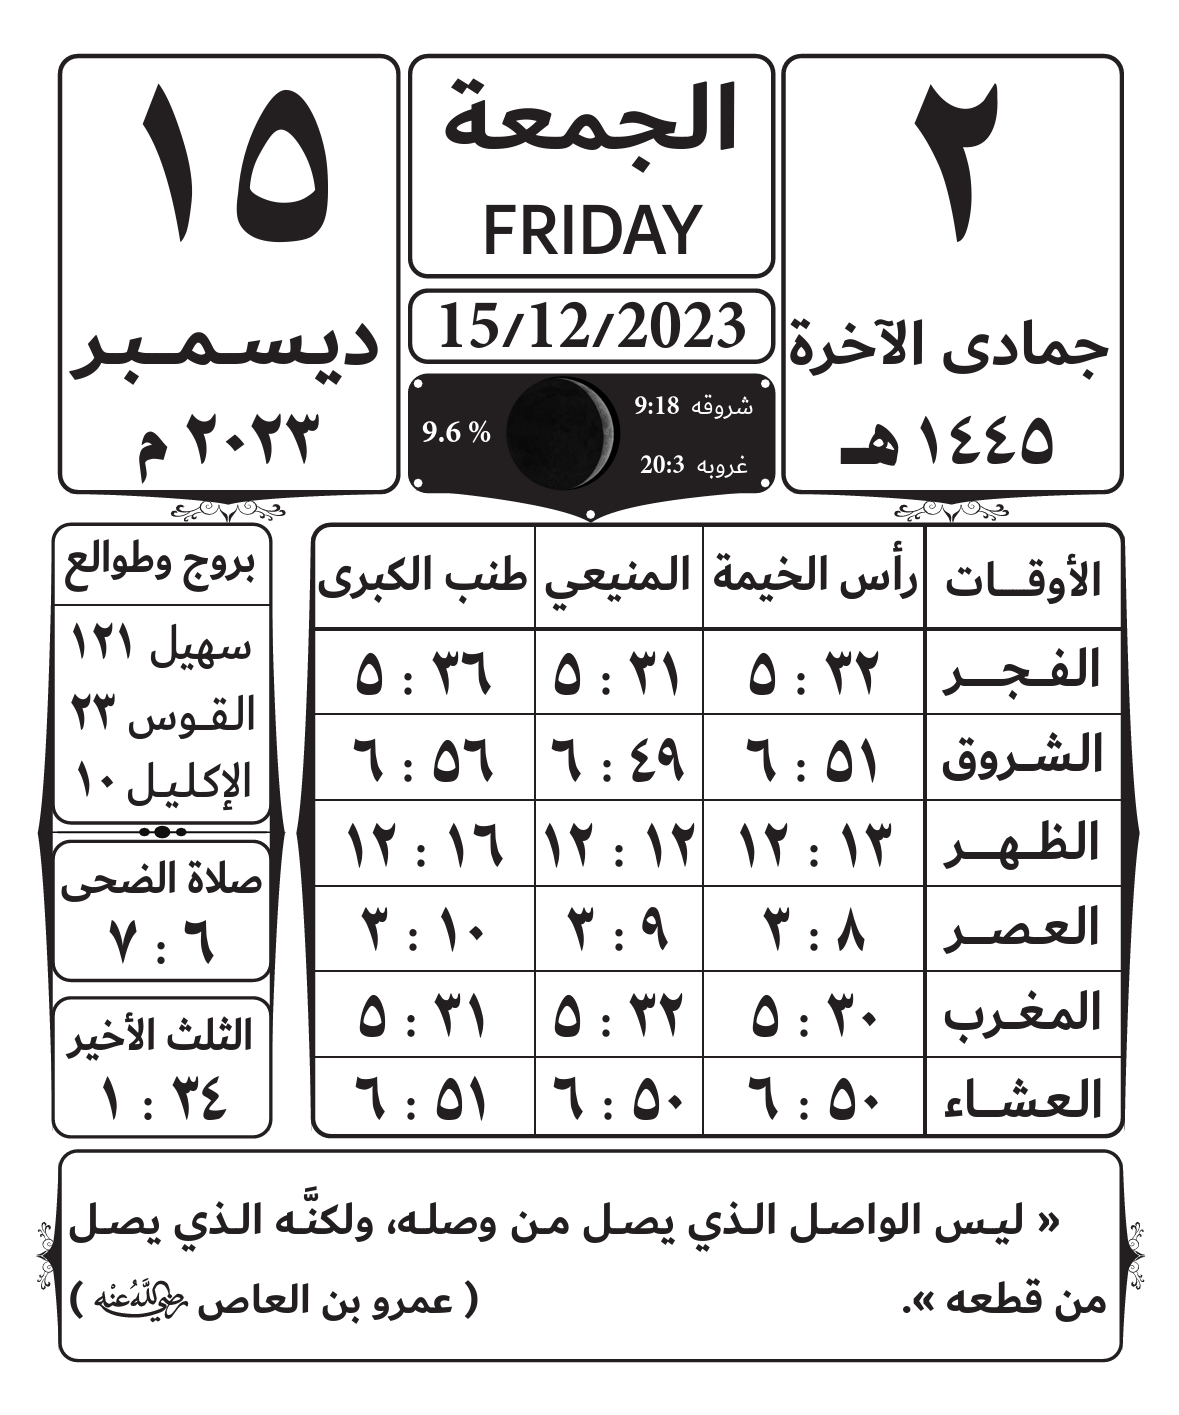 ٢
جمادى الآخرة
١٤٤٥ هـ
الجمعة
FRIDAY
15/12/2023
شروقه 9:18
غروبه 20:3
9.6 %
١٥
ديسمبر
٢٠٢٣ م
الأوقات رأس الخيمة المنيعي طنب الكبرى
الفجر ٥ : ٣٢ ٥ : ٣١ ٥ : ٣٦
الشروق ٦ : ٥١ ٦ : ٤٩ ٦ : ٥٦
الظهر ١٢ : ١٣ ١٢ : ١٢ ١٢ : ١٦
العصر ٣ : ٨ ٣ : ٩ ٣ : ١٠
المغرب ٥ : ٣٠ ٥ : ٣٢ ٥ : ٣١
العشاء ٦ : ٥٠ ٦ : ٥٠ ٦ : ٥١
بروج وطوالع
سهيل ١٢١
القوس ٢٣
الإكليل ١٠
صلاة الضحى
٧ : ٦
الثلث الأخير
١ : ٣٤
« ليس الواصل الذي يصل من وصله، ولكنَّه الذي يصل
من قطعه ». ( عمرو بن العاص رضي الله عنه )